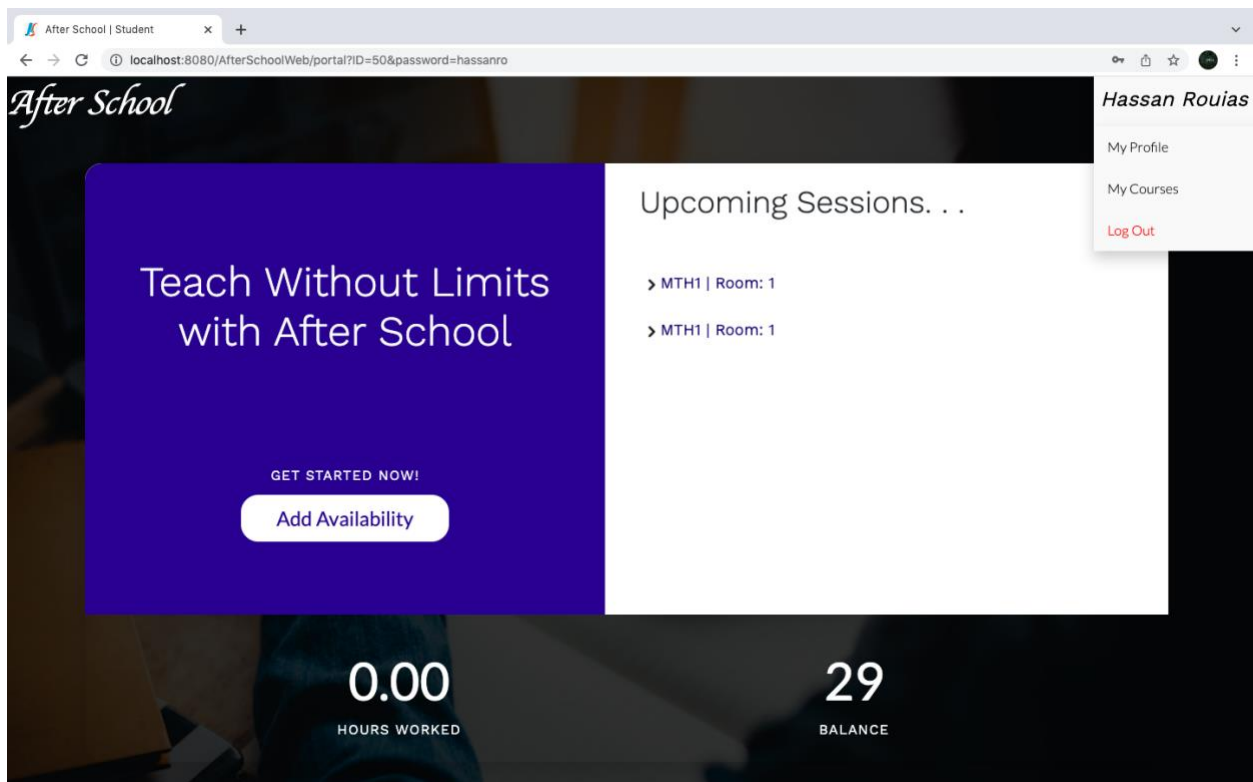 After School | Student
localhost:8080/AfterSchoolWeb/portal?ID=50&password=hassanro
After School
Hassan Rouias
My Profile
My Courses
Log Out
Teach Without Limits
with After School
GET STARTED NOW!
Add Availability
Upcoming Sessions. . .
MTH1 | Room: 1
MTH1 | Room: 1
0.00
HOURS WORKED
29
BALANCE